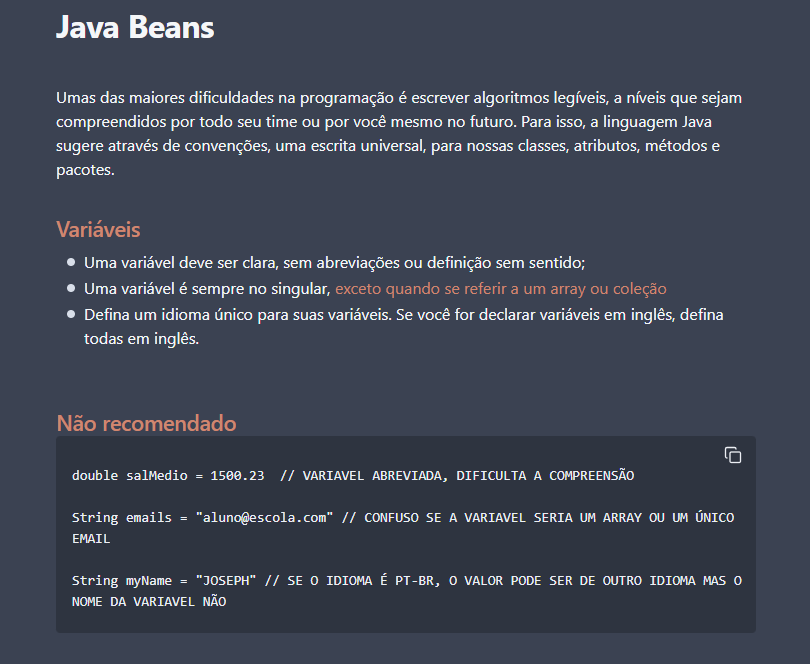 Java Beans
Umas das maiores dificuldades na programação é escrever algoritmos legíveis, a níveis que sejam
compreendidos por todo seu time ou por você mesmo no futuro. Para isso, a linguagem Java
sugere através de convenções, uma escrita universal, para nossas classes, atributos, métodos e
pacotes.
Variáveis
Uma variável deve ser clara, sem abreviações ou definição sem sentido;
Uma variável é sempre no singular, exceto quando se referir a um array ou coleção
Defina um idioma único para suas variáveis. Se você for declarar variáveis em inglês, defina
todas em inglês.
Não recomendado
double salMedio = 1500.23  // VARIAVEL ABREVIADA, DIFICULTA A COMPREENSÃO
String emails = "aluno@escola.com" // CONFUSO SE A VARIAVEL SERIA UM ARRAY OU UM ÚNICO
EMAIL
String myName = "JOSEPH" // SE O IDIOMA É PT-BR, O VALOR PODE SER DE OUTRO IDIOMA MAS O
NOME DA VARIAVEL NÃO